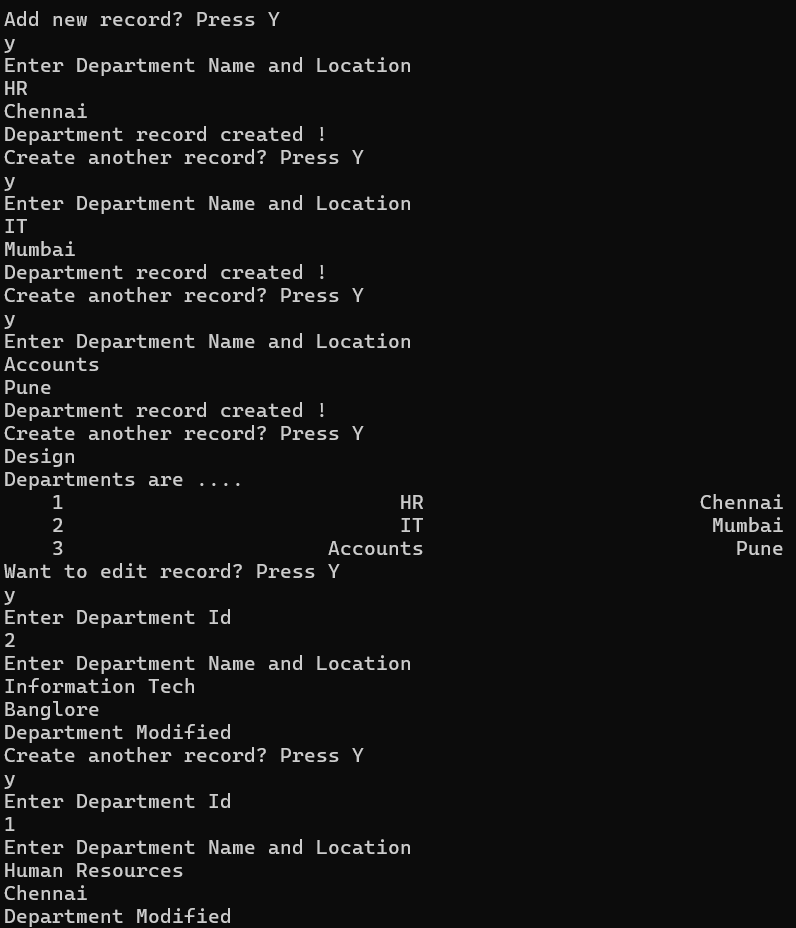 Add new record? Press Y
y
Enter Department Name and Location
HR
Chennai
Department record created !
Create another record? Press Y
y
Enter Department Name and Location
IT
Mumbai
Department record created !
Create another record? Press Y
y
Enter Department Name and Location
Accounts
Pune
Department record created !
Create another record? Press Y
Design
Departments are ....
    1                            HR                       Chennai
    2                            IT                        Mumbai
    3                      Accounts                          Pune
Want to edit record? Press Y
y
Enter Department Id
2
Enter Department Name and Location
Information Tech
Banglore
Department Modified
Create another record? Press Y
y
Enter Department Id
1
Enter Department Name and Location
Human Resources
Chennai
Department Modified